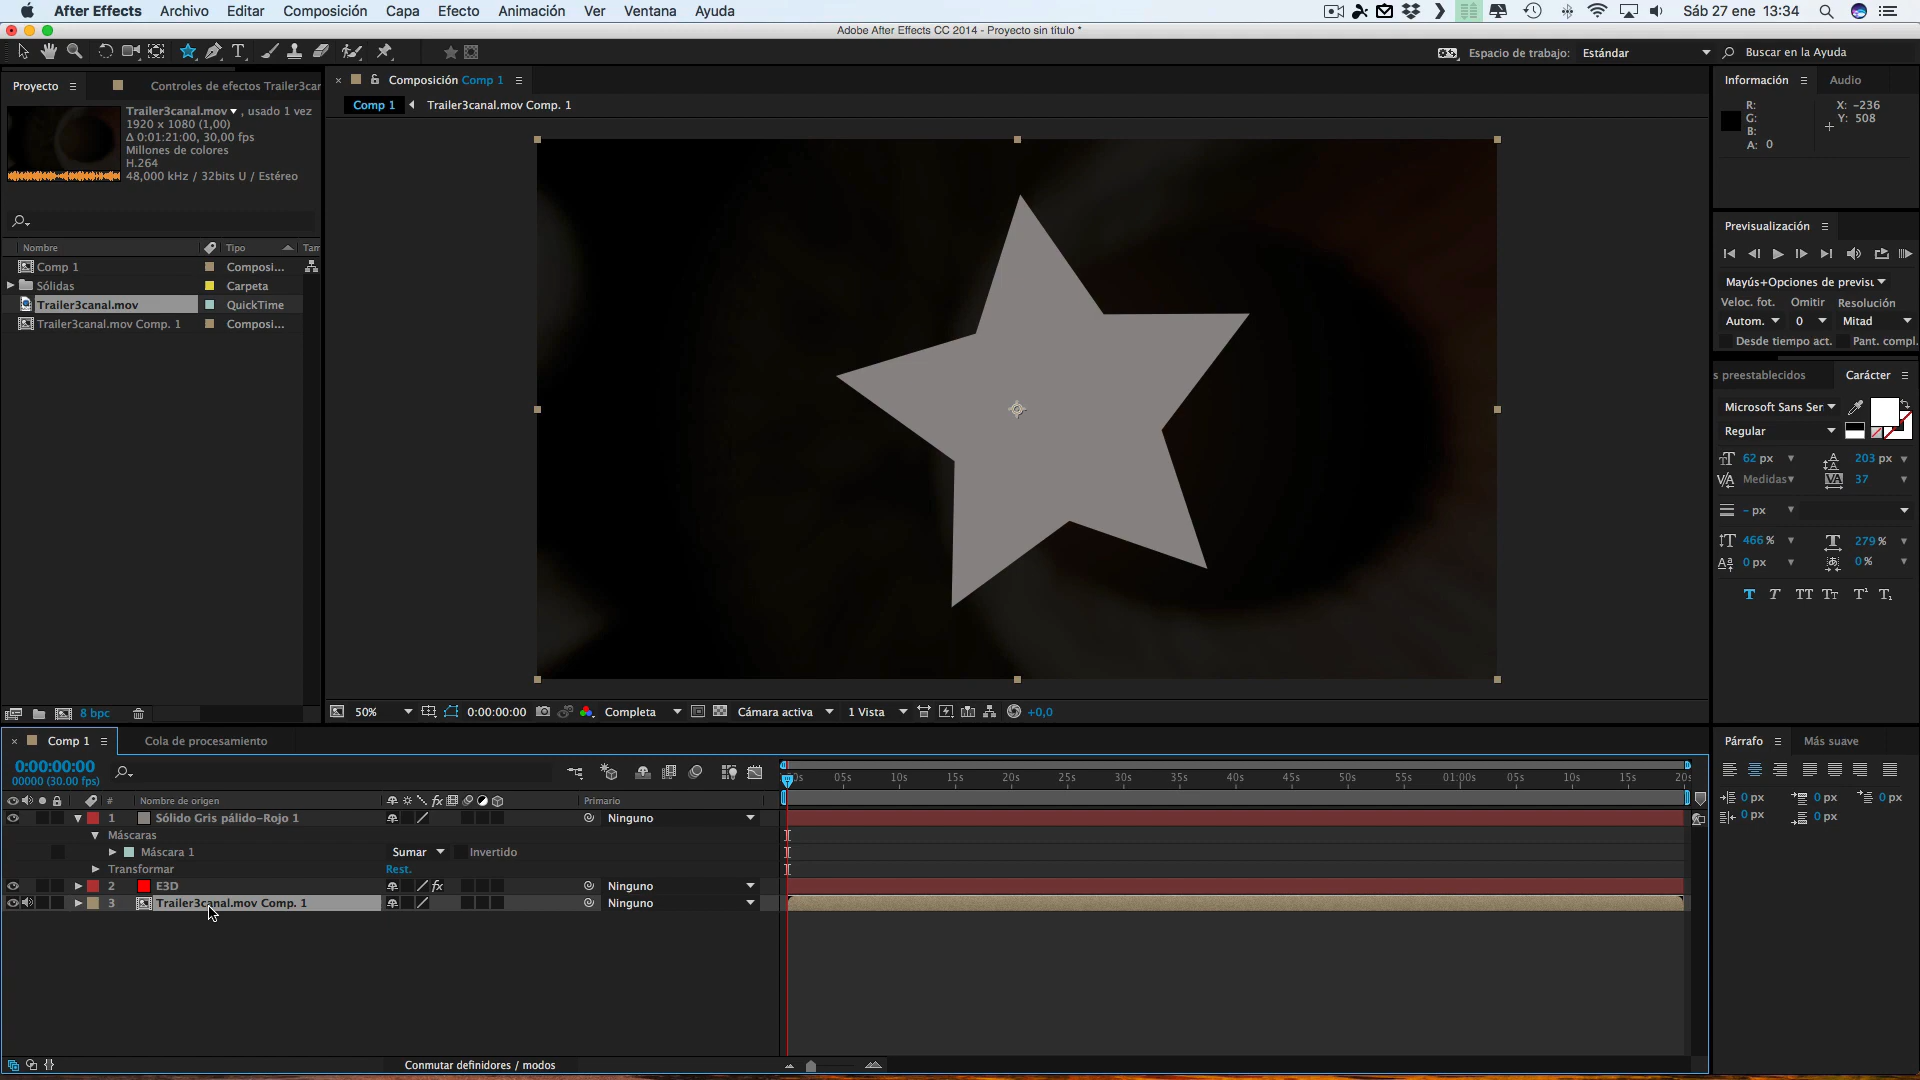 After Effects Archivo Editar Composición Capa Efecto Animación Ver Ventana Ayuda Sáb 27 ene 13:34
Adobe After Effects CC 2014 - Proyecto sin título *
Espacio de trabajo: Estándar Buscar en la Ayuda
Proyecto Controles de efectos Trailer3car
Composición Comp 1
Información Audio
Comp 1 Trailer3canal.mov Comp. 1
Trailer3canal.mov , usado 1 vez
1920 x 1080 (1,00)
Δ 0:01:21:00, 30,00 fps
Millones de colores
H.264
48,000 kHz / 32bits U / Estéreo
R:
G:
B:
A: 0
X: -236
Y: 508
Nombre Tipo Tam
Comp 1 Composi...
Sólidas Carpeta
Trailer3canal.mov QuickTime
Trailer3canal.mov Comp. 1 Composi...
Previsualización
Mayús+Opciones de previsu
Veloc. fot. Omitir Resolución
Autom. 0 Mitad
Desde tiempo act. Pant. compl.
s preestablecidos Carácter
Microsoft Sans Ser
Regular
62 px 203 px
Medidas 37
- px
466 % 279 %
0 px 0 %
T T TT Tt T¹ T₁
8 bpc
50% 0:00:00:00 Completa Cámara activa 1 Vista +0,0
Comp 1 Cola de procesamiento
0:00:00:00
00000 (30.00 fps)
05s 10s 15s 20s 25s 30s 35s 40s 45s 50s 55s 01:00s 05s 10s 15s 20s
# Nombre de origen fx Primario
1 Sólido Gris pálido-Rojo 1 Ninguno
Máscaras
Máscara 1 Sumar Invertido
Transformar Rest.
2 E3D fx Ninguno
3 Trailer3canal.mov Comp. 1 Ninguno
Conmutar definidores / modos
Párrafo Más suave
0 px 0 px 0 px
0 px 0 px